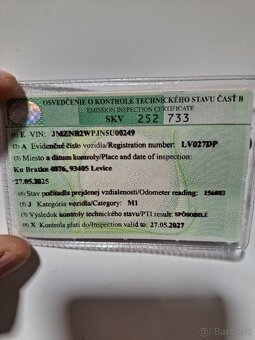 OSVEDČENIE O KONTROLE TECHNICKÉHO STAVU ČASŤ B
EMISSION INSPECTION CERTIFICATE
SKV 252 733
(1) E VIN: JMZNB2WPJN5U00249
(2) A Evidenčné číslo vozidla/Registration number: LV027DP
(3) Miesto a dátum kontroly/Place and date of inspection:
Ku Bratke 4076, 93405 Levice
27.05.2025
(4) Stav počítadla prejdenej vzdialenosti/Odometer reading: 156083
(5) J Kategória vozidla/Category: M1
(7) Výsledok kontroly technického stavu/PTI result: SPÔSOBILÉ
(8) X Kontrola platí do/Inspection valid to: 27.05.2027